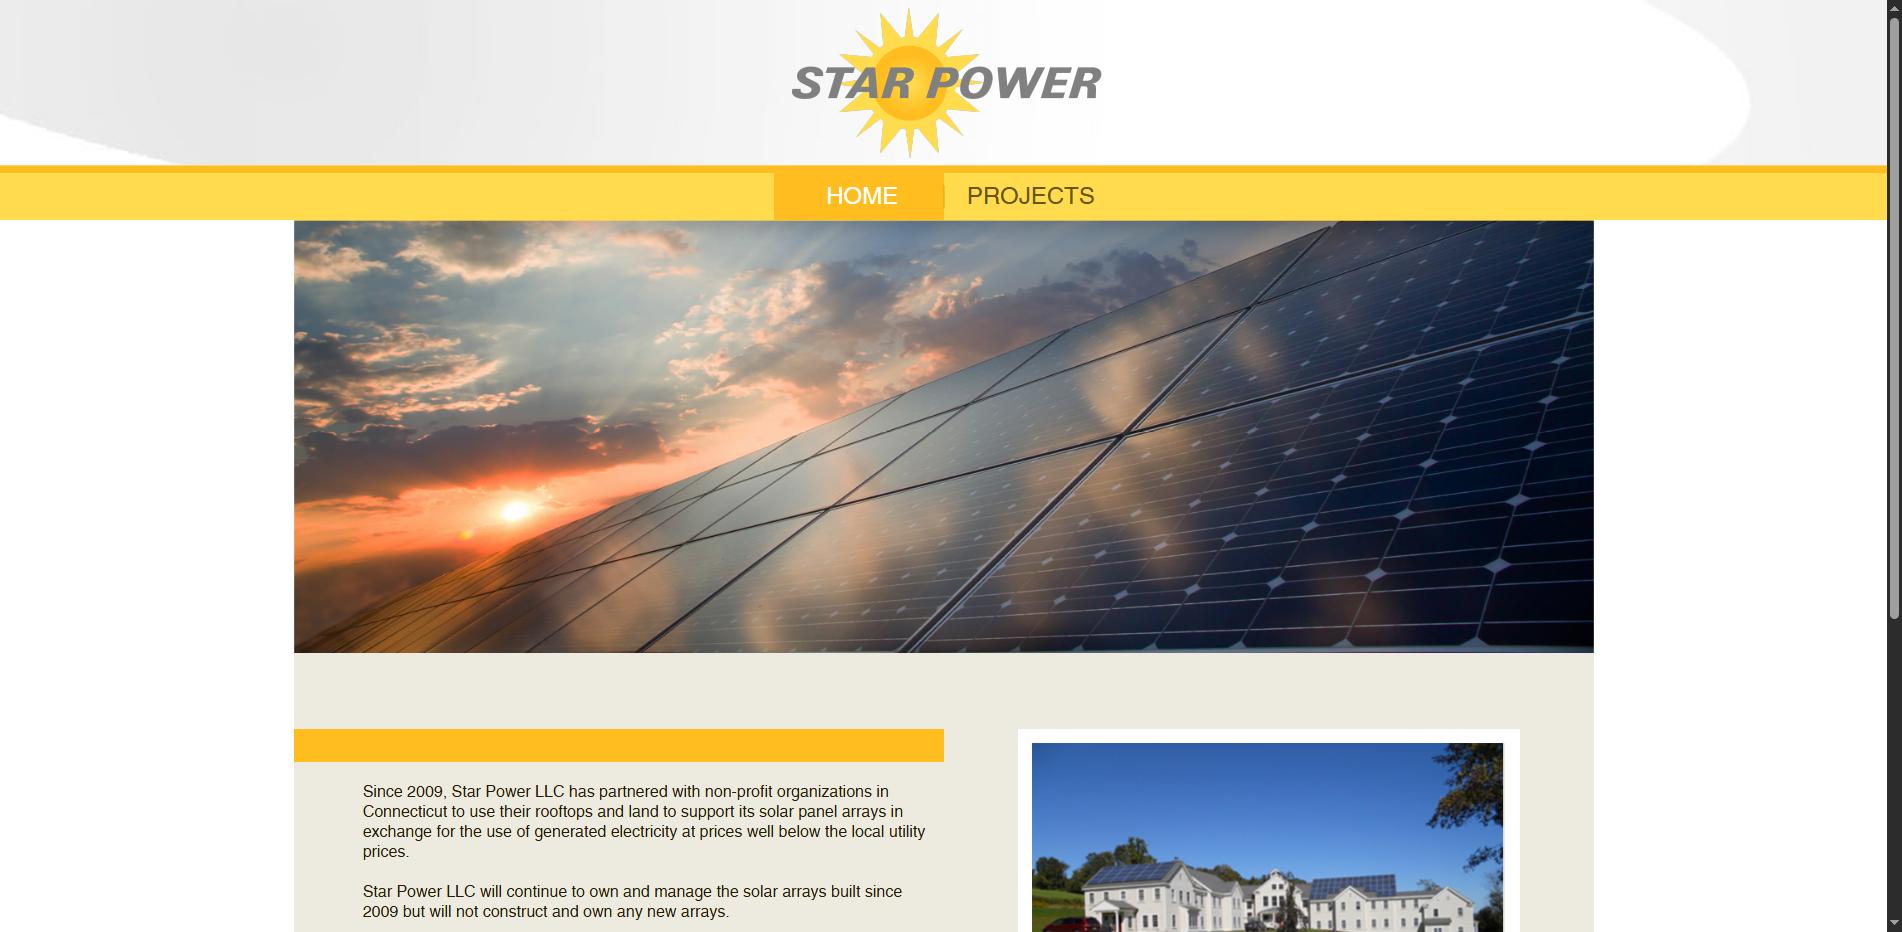 STAR POWER
HOME
PROJECTS
Since 2009, Star Power LLC has partnered with non-profit organizations in
Connecticut to use their rooftops and land to support its solar panel arrays in
exchange for the use of generated electricity at prices well below the local utility
prices.
Star Power LLC will continue to own and manage the solar arrays built since
2009 but will not construct and own any new arrays.